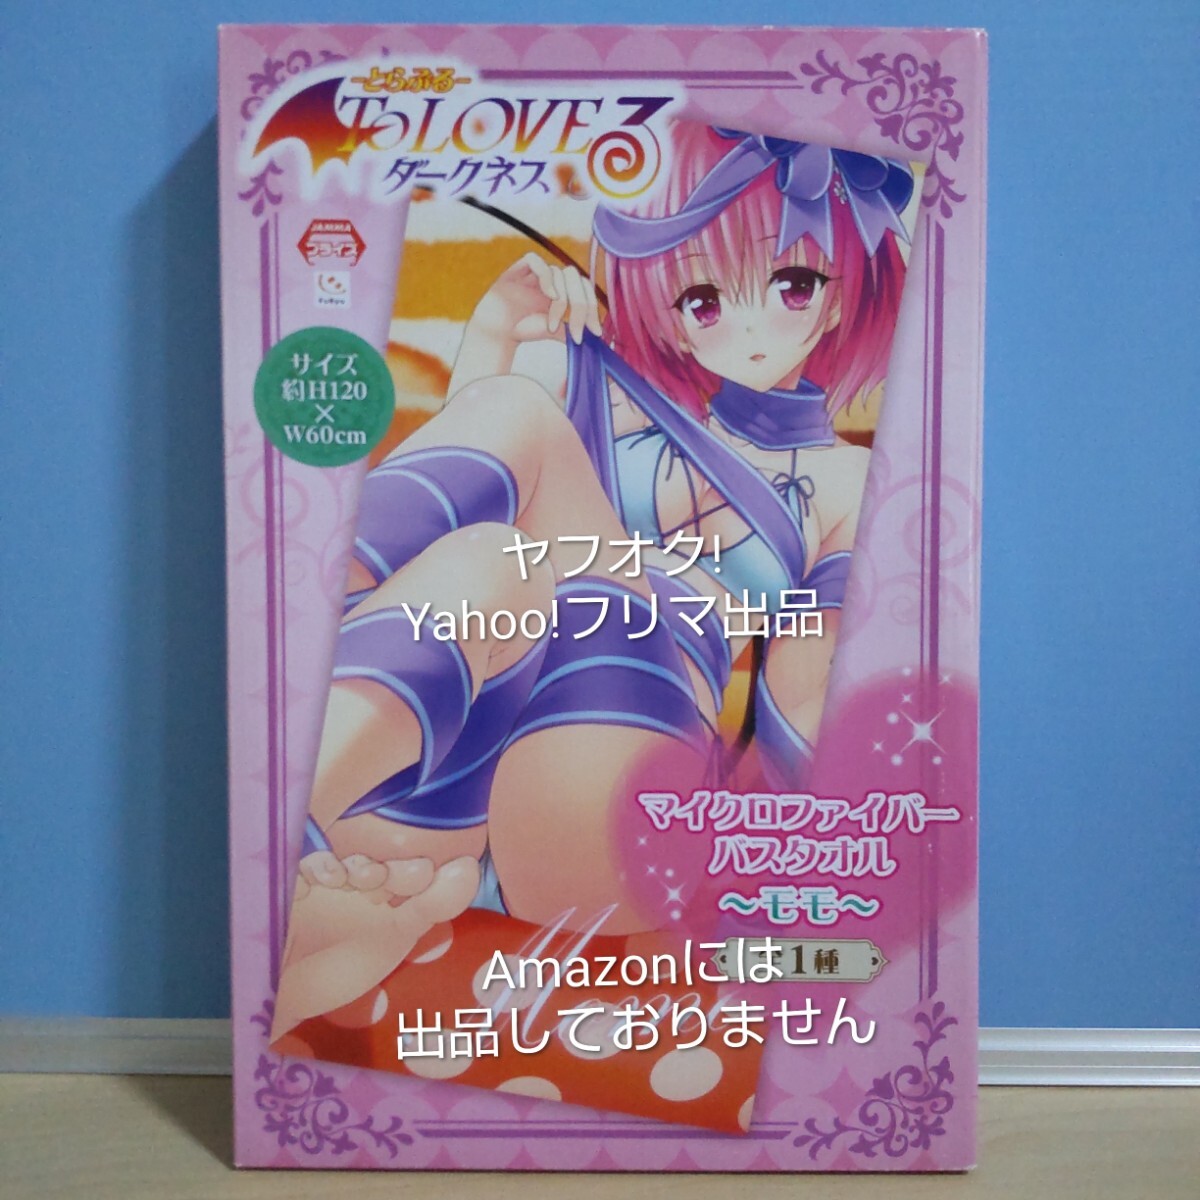 -とらぶる-
To LOVEる
ダークネス
JAMMA
プライズ
FuRyu
サイズ
約H120
×
W60cm
ヤフオク!
Yahoo!フリマ出品
マイクロファイバー
バスタオル
～モモ～
全1種
Amazonには
出品しておりません
Momo